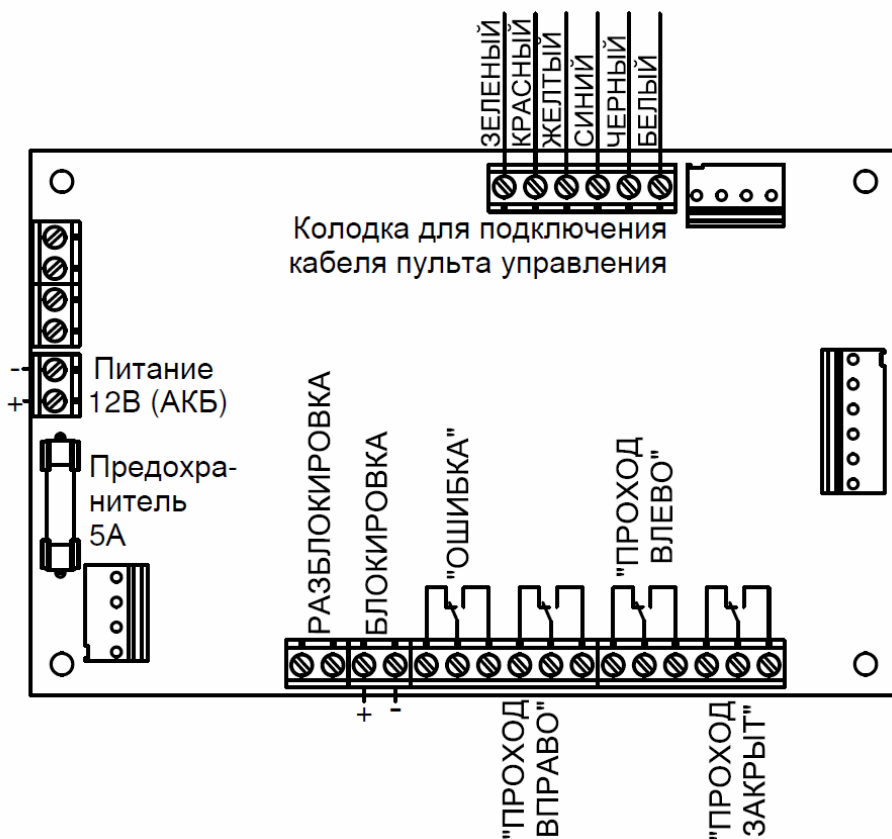 ЗЕЛЕНЫЙ
КРАСНЫЙ
ЖЕЛТЫЙ
СИНИЙ
ЧЕРНЫЙ
БЕЛЫЙ
Колодка для подключения
кабеля пульта управления
-
+
Питание
12В (АКБ)
Предохра-
нитель
5А
РАЗБЛОКИРОВКА
БЛОКИРОВКА
"ОШИБКА"
"ПРОХОД
ВЛЕВО"
+
-
"ПРОХОД
ВПРАВО"
"ПРОХОД
ЗАКРЫТ"